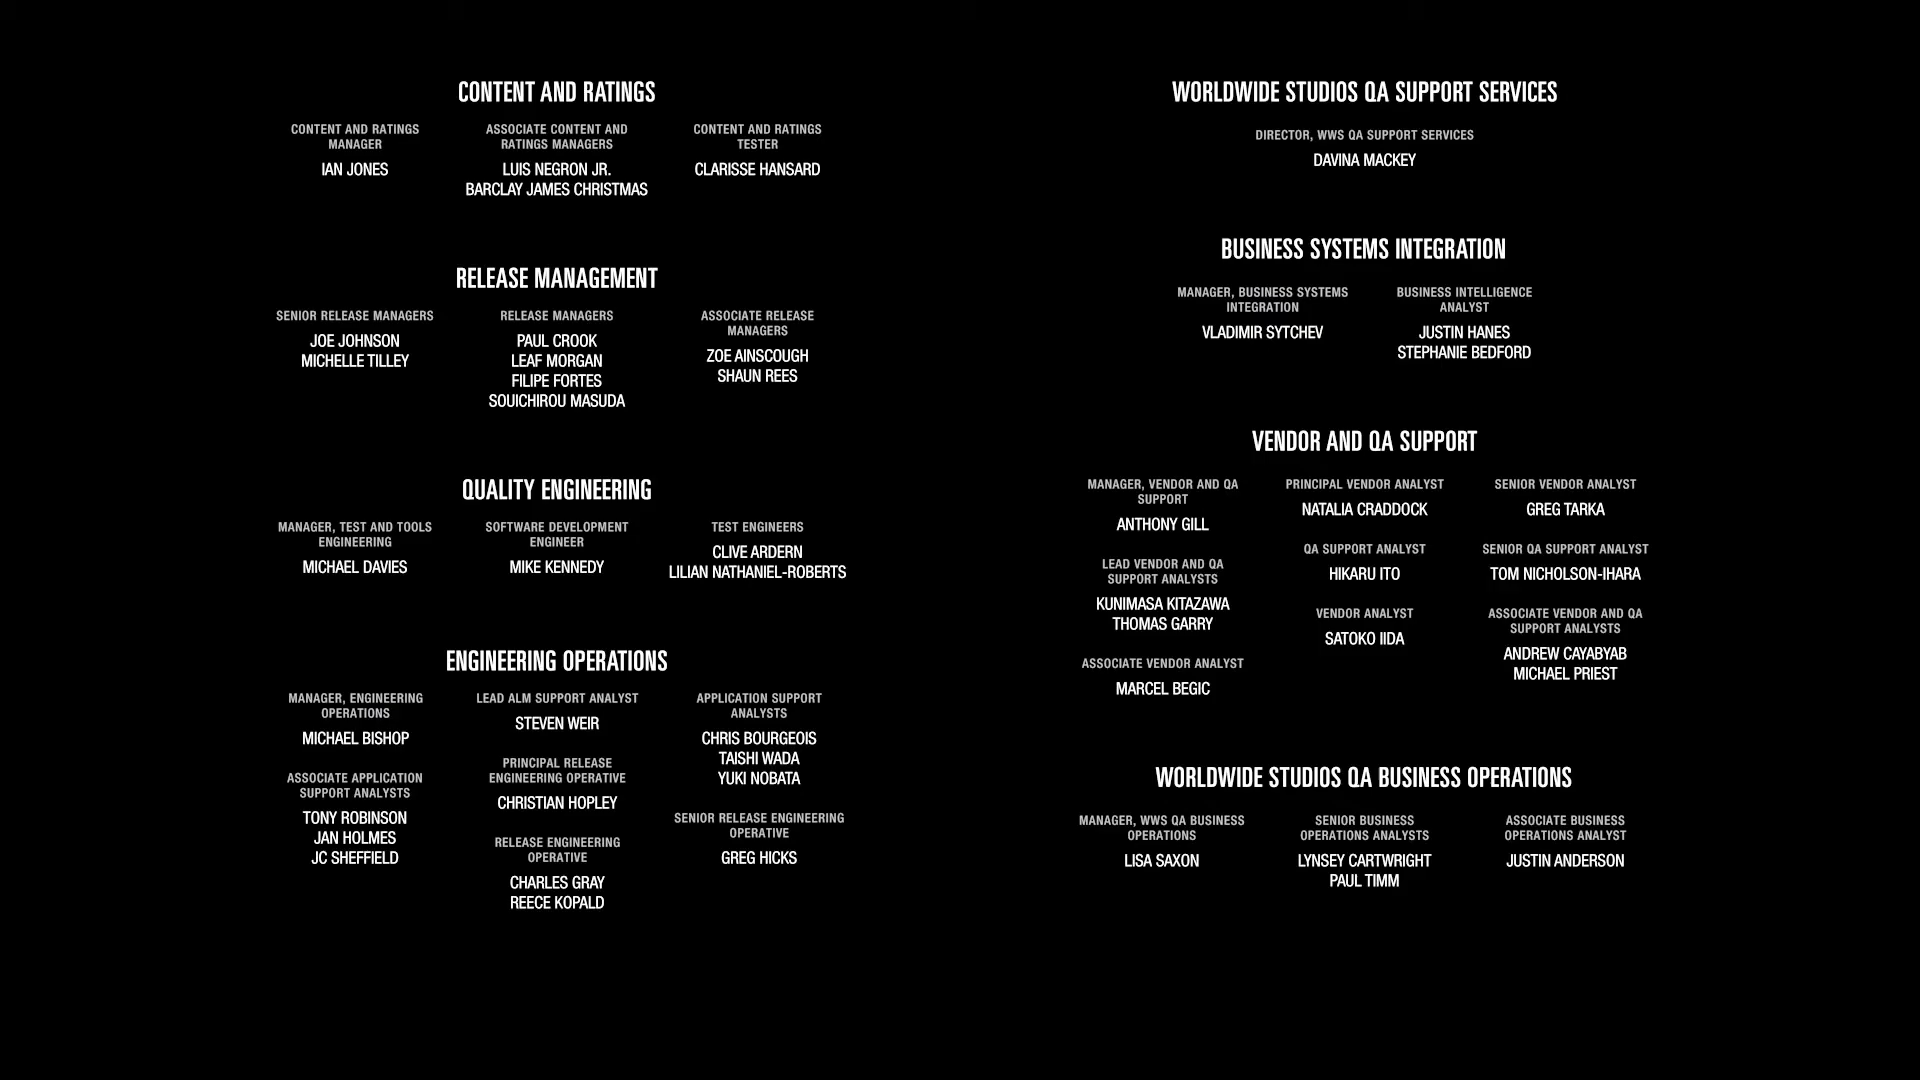 CONTENT AND RATINGS
CONTENT AND RATINGS
MANAGER
IAN JONES
ASSOCIATE CONTENT AND
RATINGS MANAGERS
LUIS NEGRON JR.
BARCLAY JAMES CHRISTMAS
CONTENT AND RATINGS
TESTER
CLARISSE HANSARD
RELEASE MANAGEMENT
SENIOR RELEASE MANAGERS
JOE JOHNSON
MICHELLE TILLEY
RELEASE MANAGERS
PAUL CROOK
LEAF MORGAN
FILIPE FORTES
SOUICHIROU MASUDA
ASSOCIATE RELEASE
MANAGERS
ZOE AINSCOUGH
SHAUN REES
QUALITY ENGINEERING
MANAGER, TEST AND TOOLS
ENGINEERING
MICHAEL DAVIES
SOFTWARE DEVELOPMENT
ENGINEER
MIKE KENNEDY
TEST ENGINEERS
CLIVE ARDERN
LILIAN NATHANIEL-ROBERTS
ENGINEERING OPERATIONS
MANAGER, ENGINEERING
OPERATIONS
MICHAEL BISHOP
ASSOCIATE APPLICATION
SUPPORT ANALYSTS
TONY ROBINSON
JAN HOLMES
JC SHEFFIELD
LEAD ALM SUPPORT ANALYST
STEVEN WEIR
PRINCIPAL RELEASE
ENGINEERING OPERATIVE
CHRISTIAN HOPLEY
RELEASE ENGINEERING
OPERATIVE
CHARLES GRAY
REECE KOPALD
APPLICATION SUPPORT
ANALYSTS
CHRIS BOURGEOIS
TAISHI WADA
YUKI NOBATA
SENIOR RELEASE ENGINEERING
OPERATIVE
GREG HICKS
WORLDWIDE STUDIOS QA SUPPORT SERVICES
DIRECTOR, WWS QA SUPPORT SERVICES
DAVINA MACKEY
BUSINESS SYSTEMS INTEGRATION
MANAGER, BUSINESS SYSTEMS
INTEGRATION
VLADIMIR SYTCHEV
BUSINESS INTELLIGENCE
ANALYST
JUSTIN HANES
STEPHANIE BEDFORD
VENDOR AND QA SUPPORT
MANAGER, VENDOR AND QA
SUPPORT
ANTHONY GILL
LEAD VENDOR AND QA
SUPPORT ANALYSTS
KUNIMASA KITAZAWA
THOMAS GARRY
ASSOCIATE VENDOR ANALYST
MARCEL BEGIC
PRINCIPAL VENDOR ANALYST
NATALIA CRADDOCK
QA SUPPORT ANALYST
HIKARU ITO
VENDOR ANALYST
SATOKO IIDA
SENIOR VENDOR ANALYST
GREG TARKA
SENIOR QA SUPPORT ANALYST
TOM NICHOLSON-IHARA
ASSOCIATE VENDOR AND QA
SUPPORT ANALYSTS
ANDREW CAYABYAB
MICHAEL PRIEST
WORLDWIDE STUDIOS QA BUSINESS OPERATIONS
MANAGER, WWS QA BUSINESS
OPERATIONS
LISA SAXON
SENIOR BUSINESS
OPERATIONS ANALYSTS
LYNSEY CARTWRIGHT
PAUL TIMM
ASSOCIATE BUSINESS
OPERATIONS ANALYST
JUSTIN ANDERSON